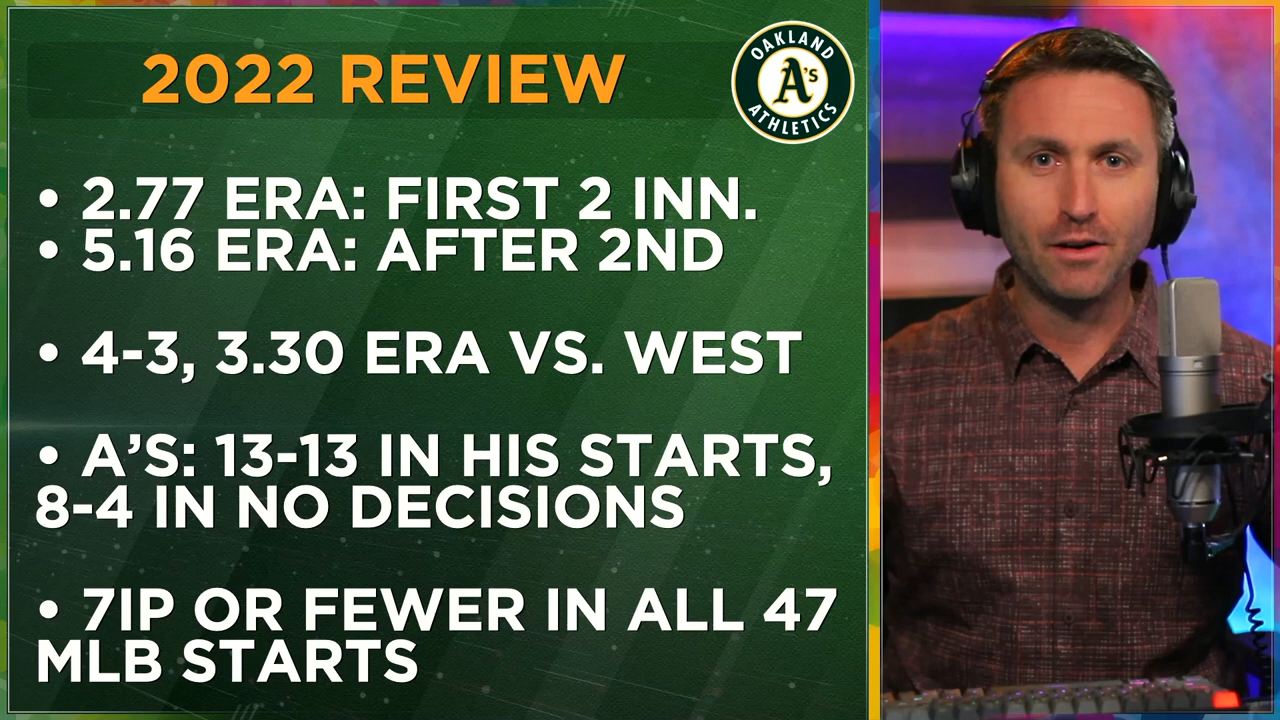 2022 REVIEW
OAKLAND
A's
ATHLETICS
• 2.77 ERA: FIRST 2 INN.
• 5.16 ERA: AFTER 2ND
• 4-3, 3.30 ERA VS. WEST
• A’S: 13-13 IN HIS STARTS,
8-4 IN NO DECISIONS
• 7IP OR FEWER IN ALL 47
MLB STARTS